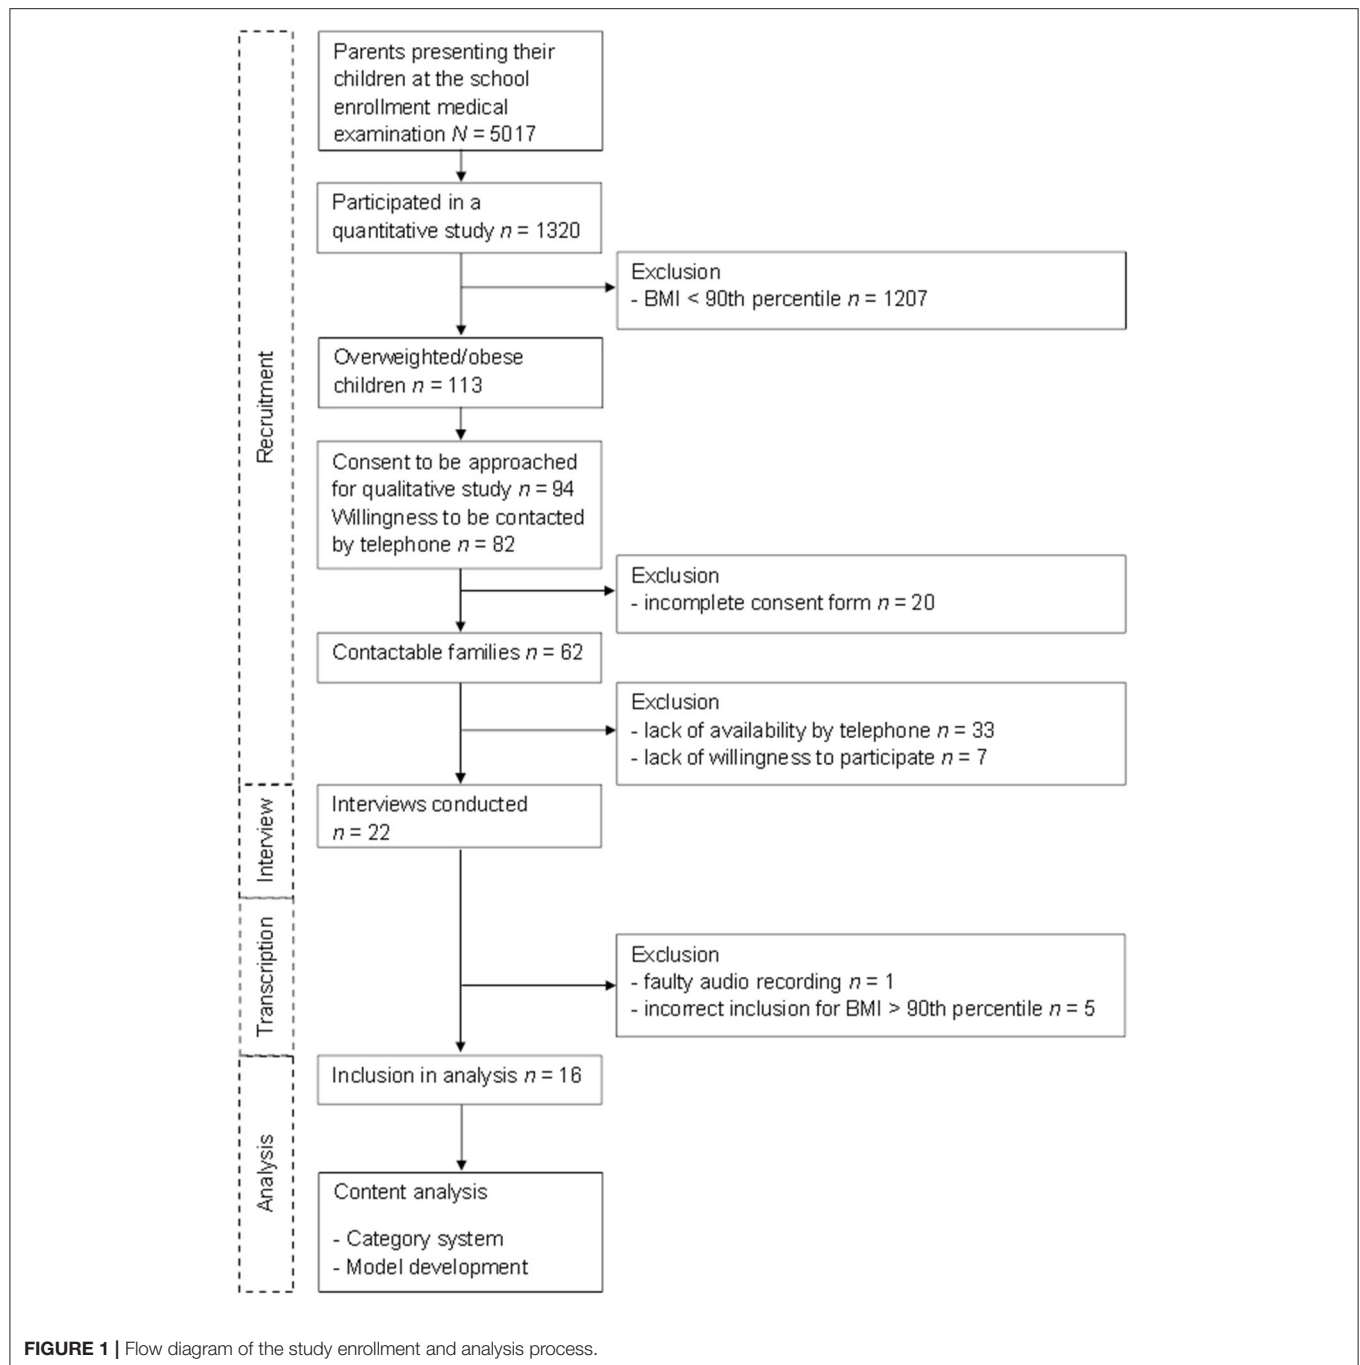 Parents presenting their
children at the school
enrollment medical
examination N = 5017
Participated in a
quantitative study n = 1320
Exclusion
- BMI < 90th percentile n = 1207
Overweighted/obese
children n = 113
Recruitment
Consent to be approached
for qualitative study n = 94
Willingness to be contacted
by telephone n = 82
Exclusion
- incomplete consent form n = 20
Contactable families n = 62
Exclusion
- lack of availability by telephone n = 33
- lack of willingness to participate n = 7
Interview
Interviews conducted
n = 22
Transcription
Exclusion
- faulty audio recording n = 1
- incorrect inclusion for BMI > 90th percentile n = 5
Inclusion in analysis n = 16
Analysis
Content analysis
- Category system
- Model development
FIGURE 1 | Flow diagram of the study enrollment and analysis process.